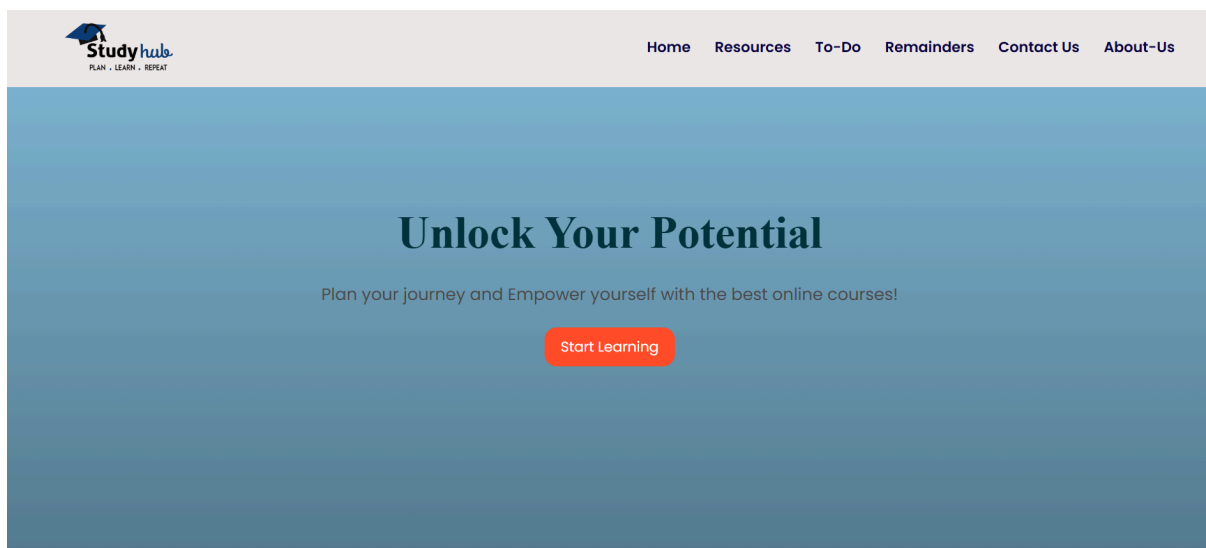 Study hub
PLAN . LEARN . REPEAT
Home Resources To-Do Remainders Contact Us About-Us
Unlock Your Potential
Plan your journey and Empower yourself with the best online courses!
Start Learning